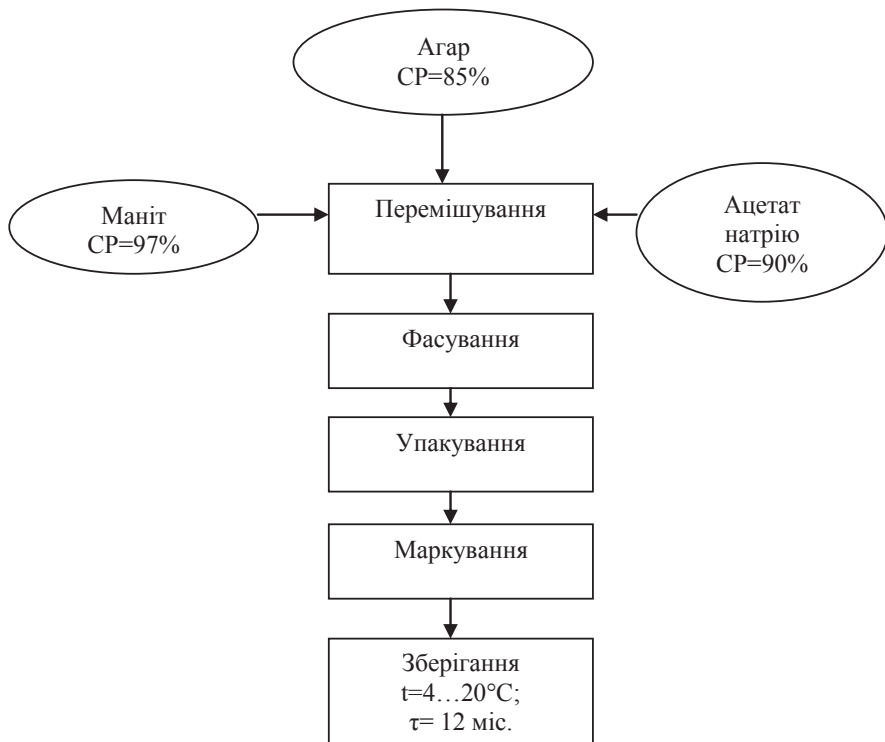 Агар
СР=85%
Маніт
СР=97%
Перемішування
Ацетат
натрію
СР=90%
Фасування
Упакування
Маркування
Зберігання
t=4…20°С;
τ= 12 міс.